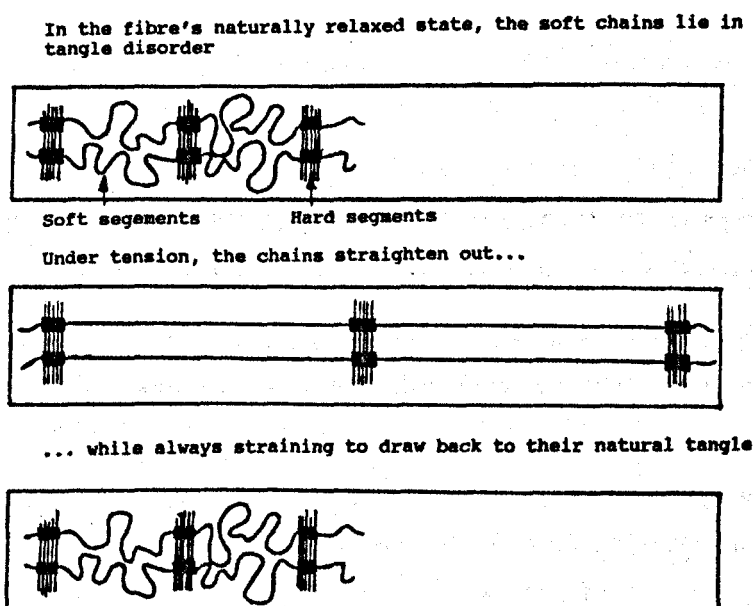 In the fibre's naturally relaxed state, the soft chains lie in
tangle disorder
Soft segements
Hard segments
Under tension, the chains straighten out...
... while always straining to draw back to their natural tangle